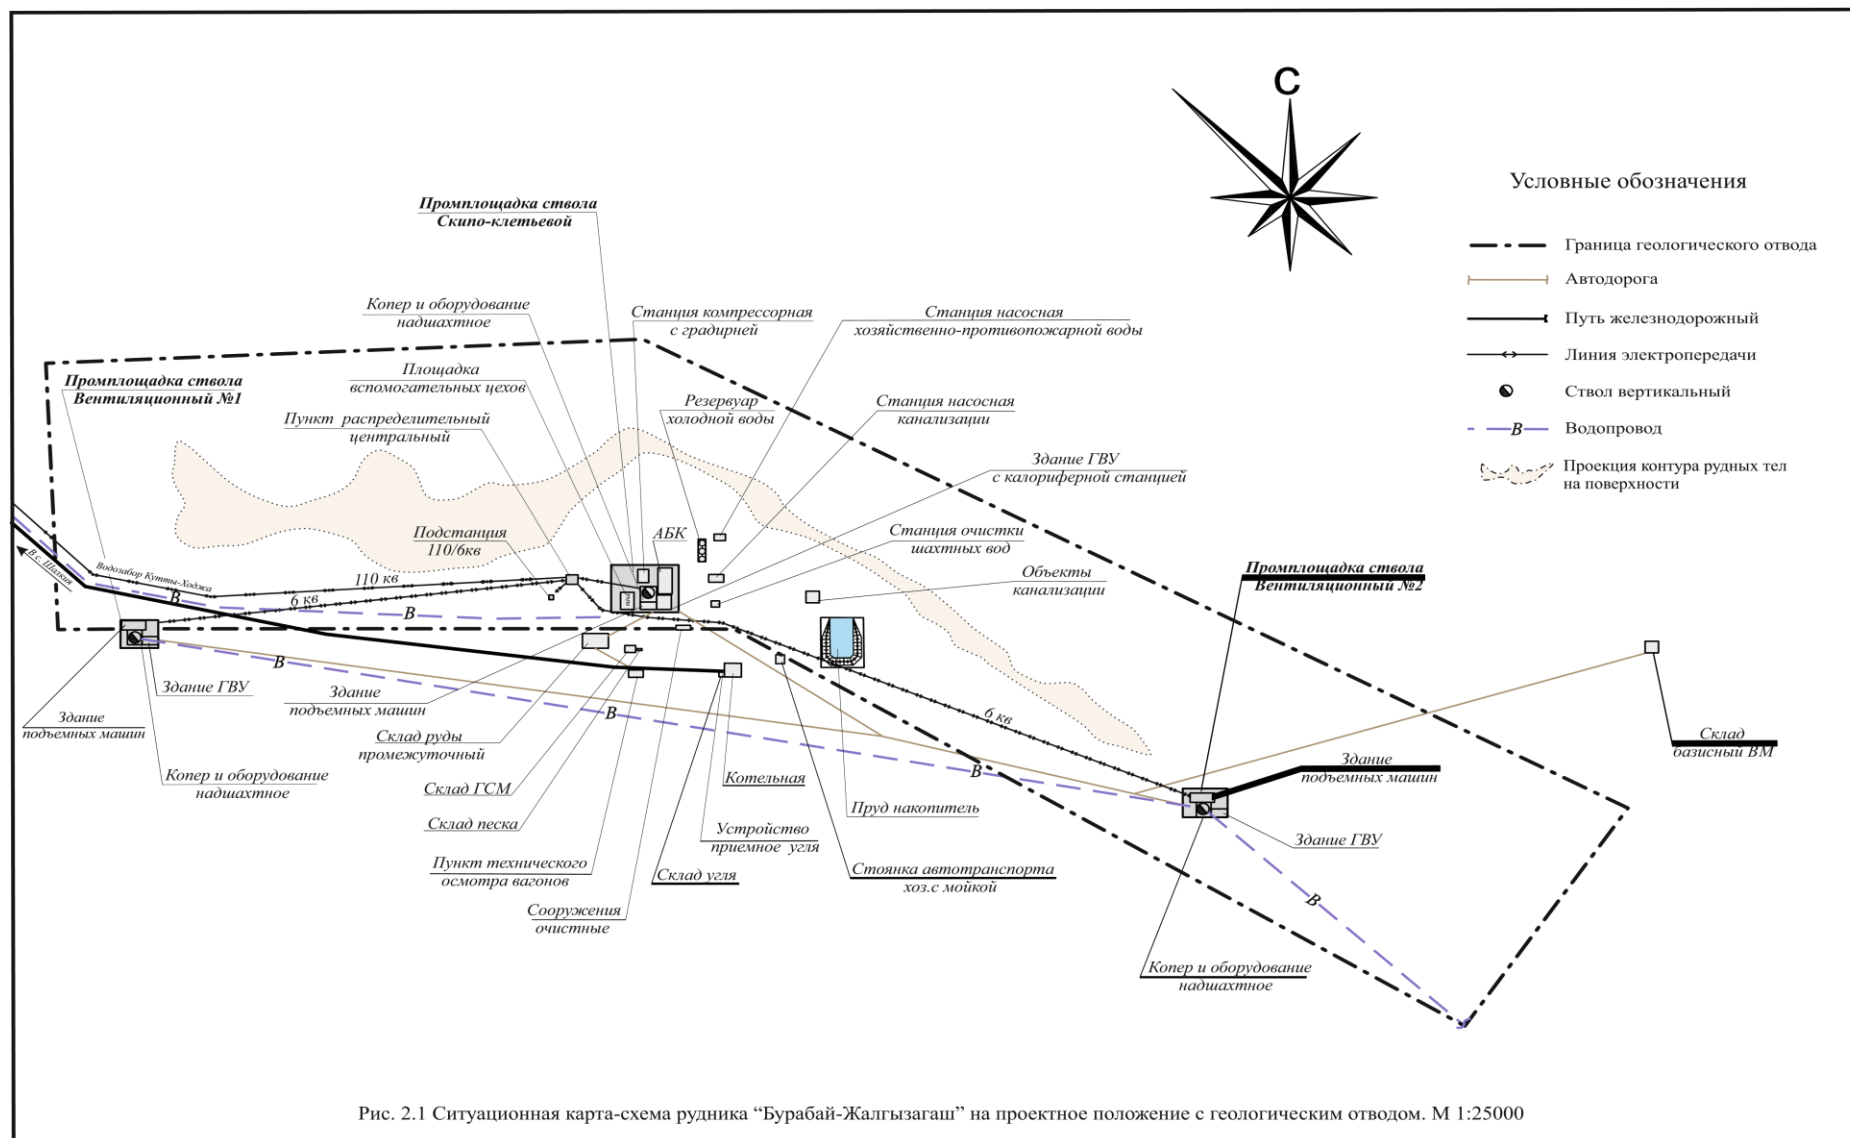 С
Условные обозначения
Граница геологического отвода
Автодорога
Путь железнодорожный
Линия электропередачи
Ствол вертикальный
В
Водопровод
Проекция контура рудных тел
на поверхности
Промплощадка ствола
Скипо-клетьевой
Копер и оборудование
надшахтное
Станция компрессорная
с градирней
Станция насосная
хозяйственно-противопожарной воды
Промплощадка ствола
Вентиляционный №1
Площадка
вспомогательных цехов
Резервуар
холодной воды
Станция насосная
канализации
Пункт распределительный
центральный
Здание ГВУ
с калориферной станцией
Подстанция
110/6кв
АБК
Станция очистки
шахтных вод
Объекты
канализации
Промплощадка ствола
Вентиляционный №2
В с. Шалкия
Водозабор Кутты-Ходжа
110 кв
6 кв
В
В
В
В
В
В
6 кв
Здание ГВУ
Здание
подъемных машин
Здание
подъемных машин
Склад руды
промежуточный
Копер и оборудование
надшахтное
Склад ГСМ
Склад песка
Котельная
Пруд накопитель
Устройство
приемное угля
Пункт технического
осмотра вагонов
Склад угля
Стоянка автотранспорта
хоз.с мойкой
Сооружения
очистные
Склад
базисный ВМ
Здание
подъемных машин
Здание ГВУ
Копер и оборудование
надшахтное
Рис. 2.1 Ситуационная карта-схема рудника “Бурабай-Жалгызагаш” на проектное положение с геологическим отводом. М 1:25000